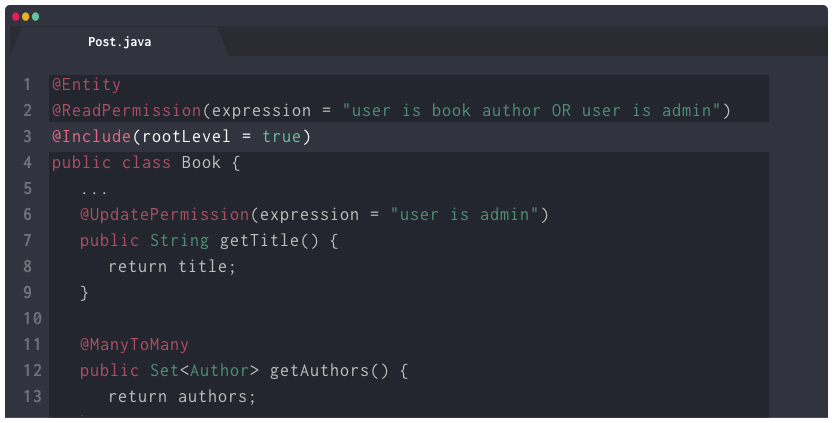 Post.java
1 @Entity
2 @ReadPermission(expression = "user is book author OR user is admin")
3 @Include(rootLevel = true)
4 public class Book {
5 ...
6 @UpdatePermission(expression = "user is admin")
7 public String getTitle() {
8 return title;
9 }
10
11 @ManyToMany
12 public Set<Author> getAuthors() {
13 return authors;